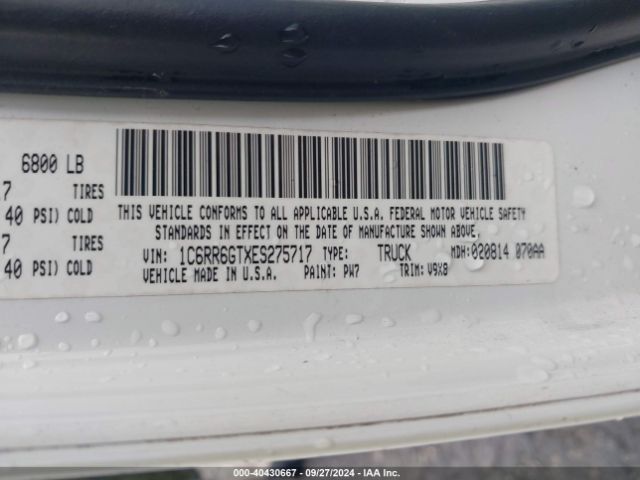 6800 LB
7 TIRES
40 PSI) COLD
7 TIRES
40 PSI) COLD
THIS VEHICLE CONFORMS TO ALL APPLICABLE U.S.A. FEDERAL MOTOR VEHICLE SAFETY
STANDARDS IN EFFECT ON THE DATE OF MANUFACTURE SHOWN ABOVE.
VIN: 1C6RR6GTXES275717 TYPE: TRUCK MDH: 020814 070AA
VEHICLE MADE IN U.S.A. PAINT: PW7 TRIM: V9X8
000-40430667 - 09/27/2024 - IAA Inc.